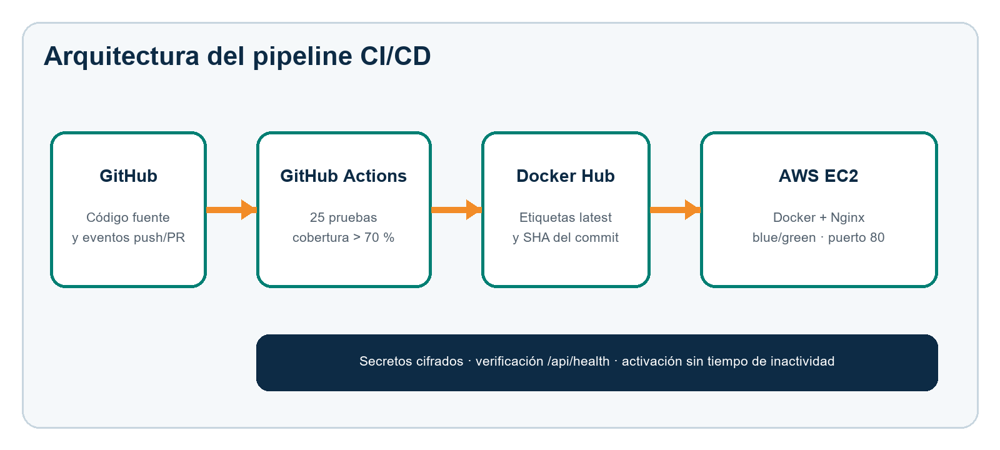 Arquitectura del pipeline CI/CD
GitHub
Código fuente
y eventos push/PR
GitHub Actions
25 pruebas
cobertura > 70 %
Docker Hub
Etiquetas latest
y SHA del commit
AWS EC2
Docker + Nginx
blue/green · puerto 80
Secretos cifrados · verificación /api/health · activación sin tiempo de inactividad